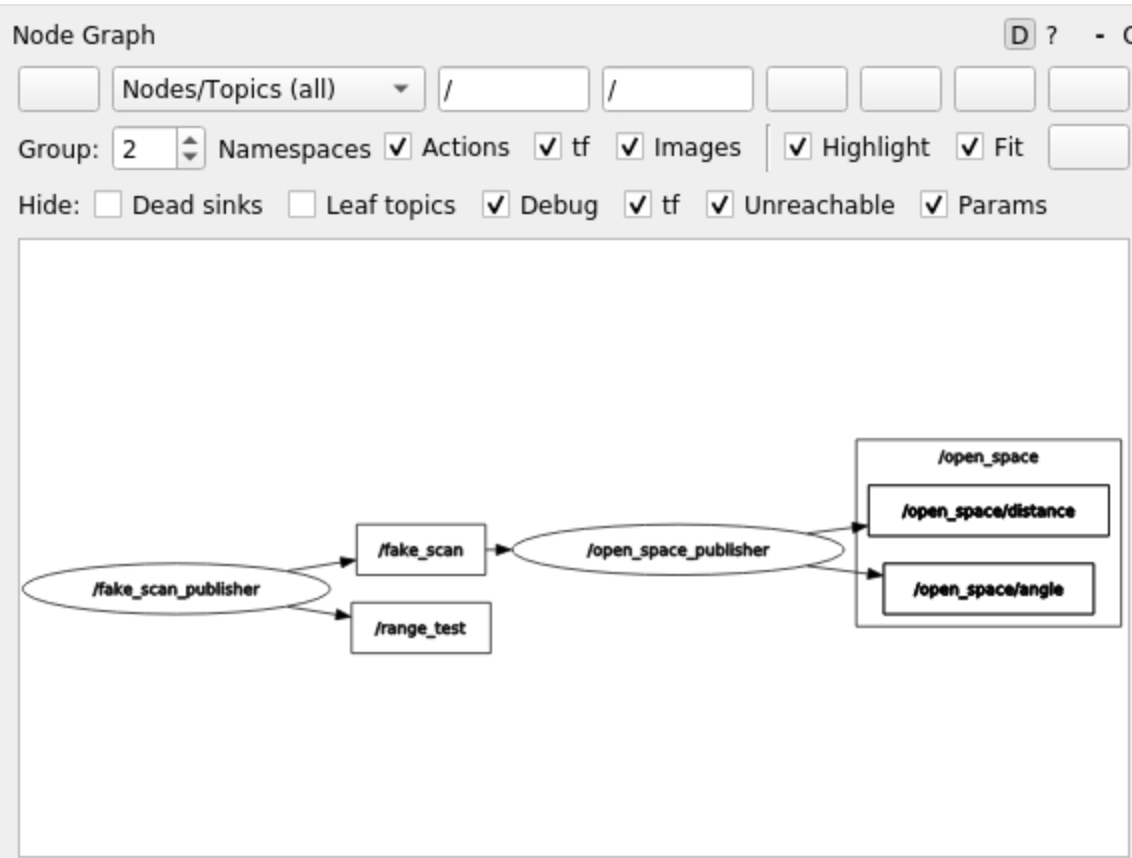 Node Graph D ? - C
Nodes/Topics (all) / /
Group: 2 Namespaces Actions tf Images Highlight Fit
Hide: Dead sinks Leaf topics Debug tf Unreachable Params
/open_space
/open_space/distance
/fake_scan /open_space_publisher
/fake_scan_publisher /open_space/angle
/range_test